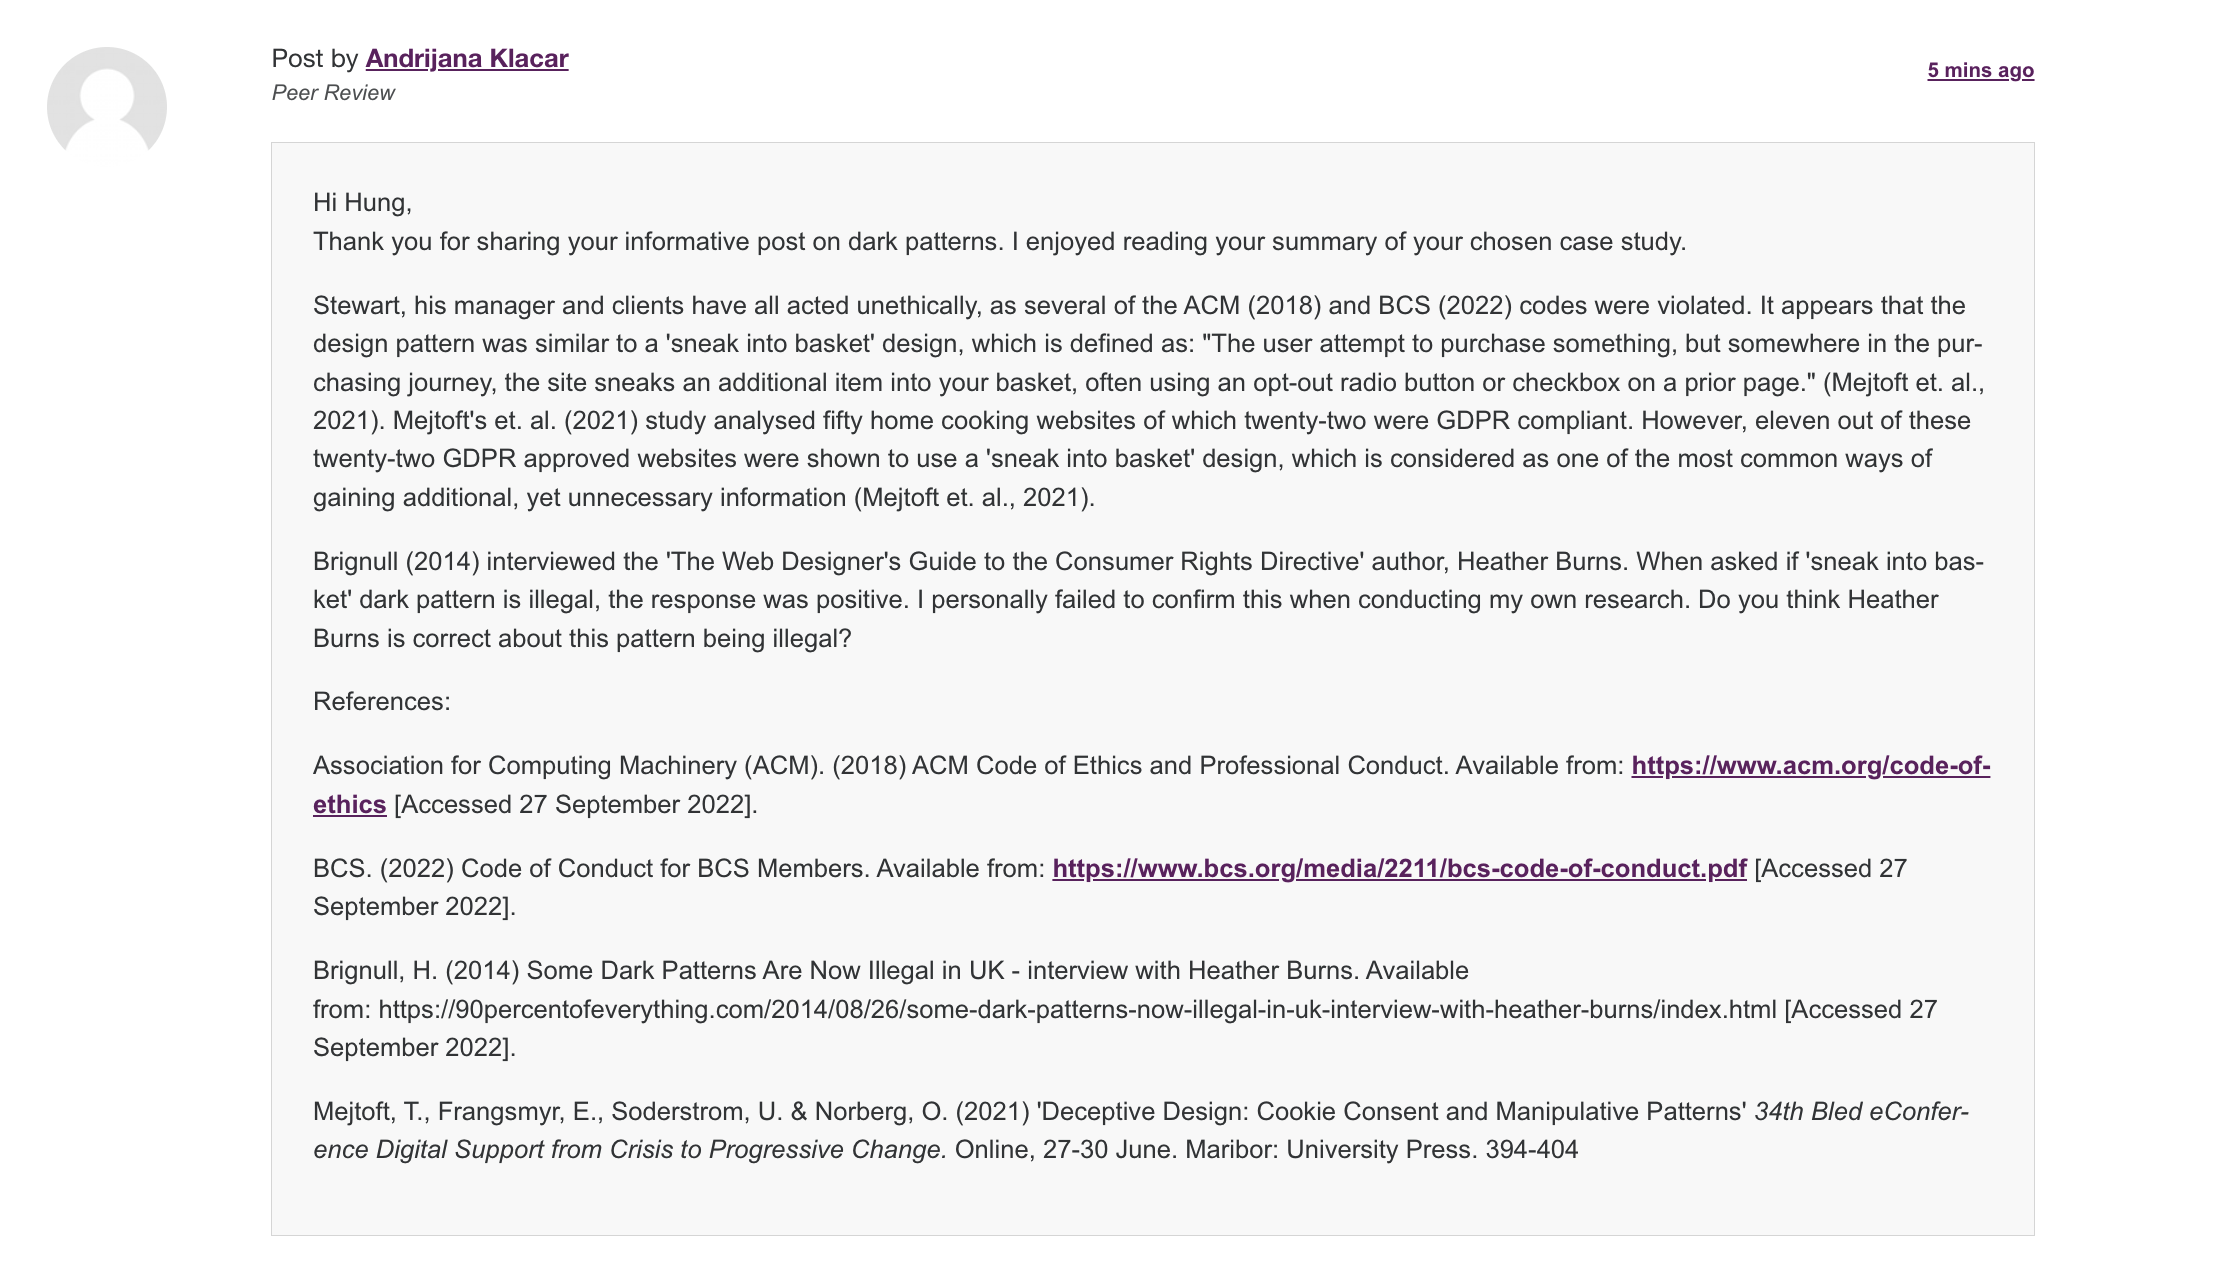 Post by Andrijana Klacar
5 mins ago
Peer Review
Hi Hung,
Thank you for sharing your informative post on dark patterns. I enjoyed reading your summary of your chosen case study.
Stewart, his manager and clients have all acted unethically, as several of the ACM (2018) and BCS (2022) codes were violated. It appears that the
design pattern was similar to a 'sneak into basket' design, which is defined as: "The user attempt to purchase something, but somewhere in the pur-
chasing journey, the site sneaks an additional item into your basket, often using an opt-out radio button or checkbox on a prior page." (Mejtoft et. al.,
2021). Mejtoft's et. al. (2021) study analysed fifty home cooking websites of which twenty-two were GDPR compliant. However, eleven out of these
twenty-two GDPR approved websites were shown to use a 'sneak into basket' design, which is considered as one of the most common ways of
gaining additional, yet unnecessary information (Mejtoft et. al., 2021).
Brignull (2014) interviewed the 'The Web Designer's Guide to the Consumer Rights Directive' author, Heather Burns. When asked if 'sneak into bas-
ket' dark pattern is illegal, the response was positive. I personally failed to confirm this when conducting my own research. Do you think Heather
Burns is correct about this pattern being illegal?
References:
Association for Computing Machinery (ACM). (2018) ACM Code of Ethics and Professional Conduct. Available from: https://www.acm.org/code-of-
ethics [Accessed 27 September 2022].
BCS. (2022) Code of Conduct for BCS Members. Available from: https://www.bcs.org/media/2211/bcs-code-of-conduct.pdf [Accessed 27
September 2022].
Brignull, H. (2014) Some Dark Patterns Are Now Illegal in UK - interview with Heather Burns. Available
from: https://90percentofeverything.com/2014/08/26/some-dark-patterns-now-illegal-in-uk-interview-with-heather-burns/index.html [Accessed 27
September 2022].
Mejtoft, T., Frangsmyr, E., Soderstrom, U. & Norberg, O. (2021) 'Deceptive Design: Cookie Consent and Manipulative Patterns' 34th Bled eConfer-
ence Digital Support from Crisis to Progressive Change. Online, 27-30 June. Maribor: University Press. 394-404